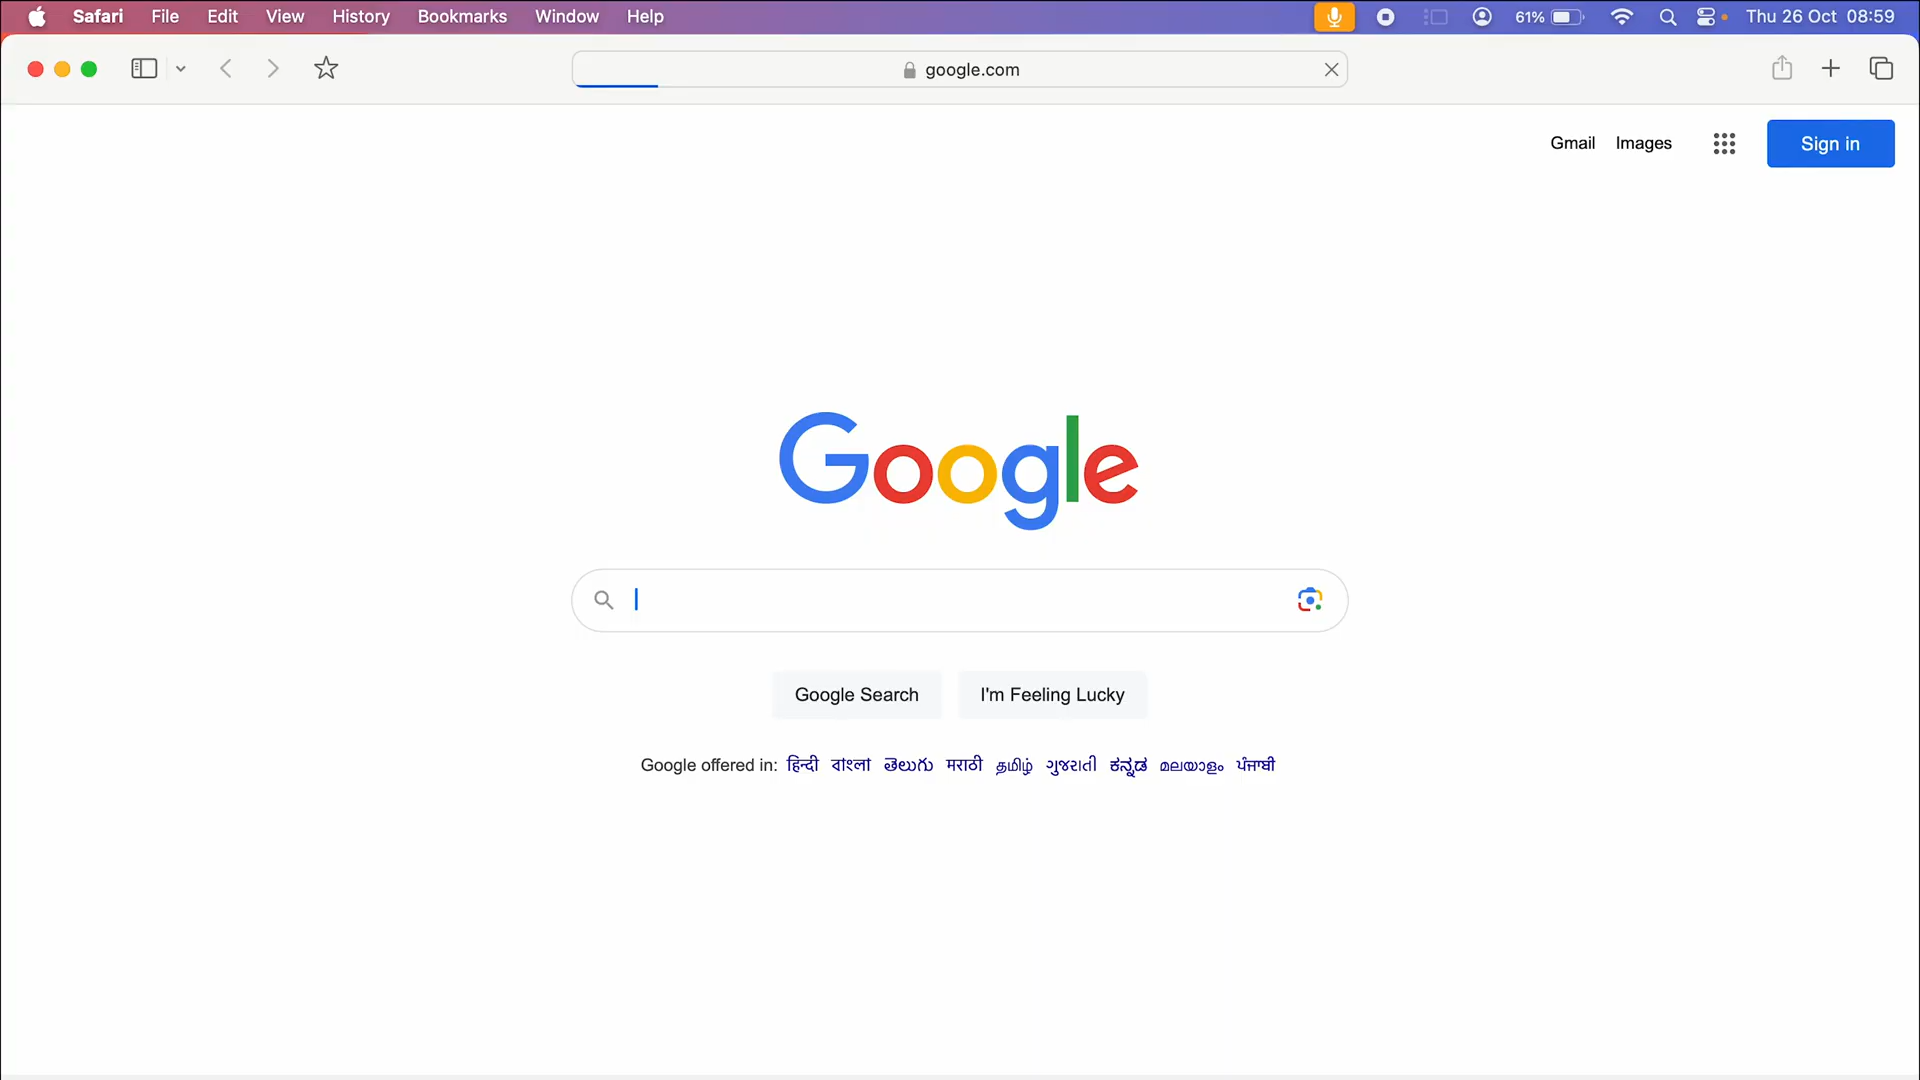 Safari File Edit View History Bookmarks Window Help 61% Thu 26 Oct 08:59
google.com
Gmail Images Sign in
Google
Google Search I'm Feeling Lucky
Google offered in: हिन्दी বাংলা తెలుగు मराठी தமிழ் ગુજરાતી ಕನ್ನಡ മലയാളം ਪੰਜਾਬੀ